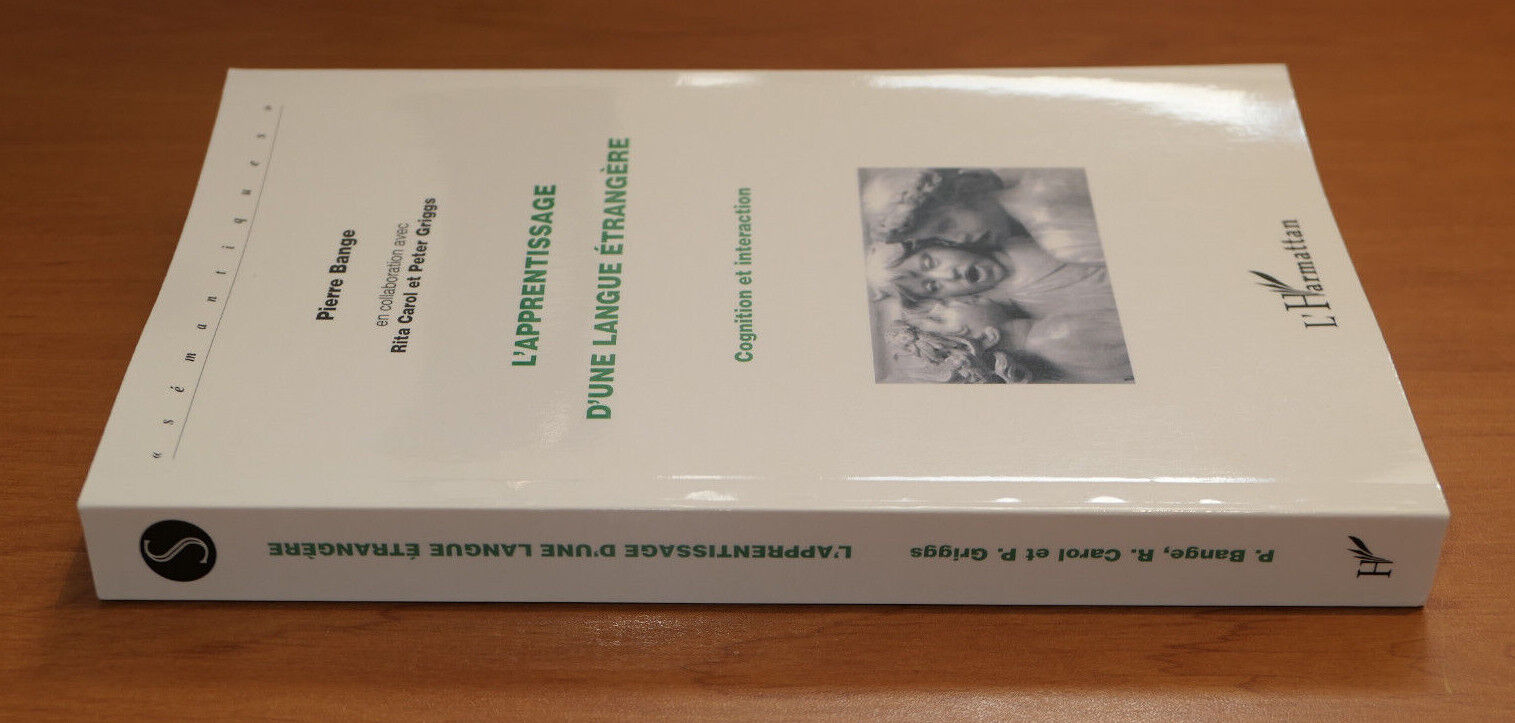 « s é m a n t i q u e s »
Pierre Bange
en collaboration avec
Rita Carol et Peter Griggs
L'APPRENTISSAGE
D'UNE LANGUE ÉTRANGÈRE
Cognition et interaction
L'Harmattan
P. Bange, R. Carol et P. Griggs
L'APPRENTISSAGE D'UNE LANGUE ÉTRANGÈRE
S
H